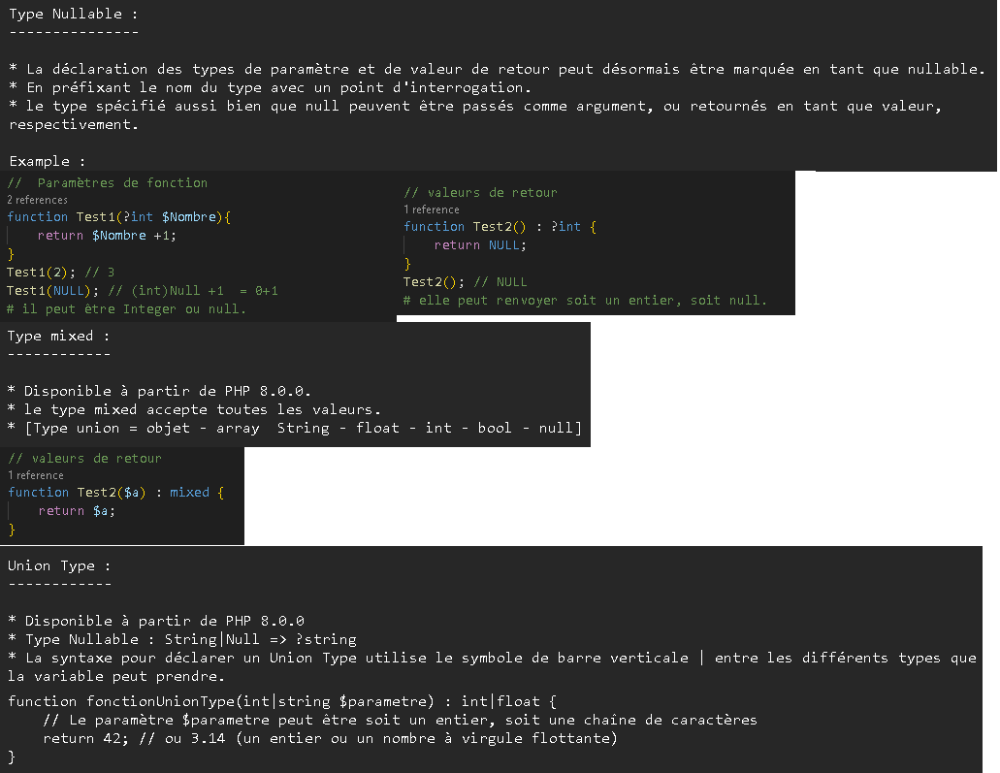 Type Nullable :
---------------
* La déclaration des types de paramètre et de valeur de retour peut désormais être marquée en tant que nullable.
* En préfixant le nom du type avec un point d'interrogation.
* le type spécifié aussi bien que null peuvent être passés comme argument, ou retournés en tant que valeur,
respectivement.
Example :
//  Paramètres de fonction
2 references
function Test1(?int $Nombre){
    return $Nombre +1;
}
Test1(2); // 3
Test1(NULL); // (int)Null +1  = 0+1
# il peut être Integer ou null.
// valeurs de retour
1 reference
function Test2() : ?int {
    return NULL;
}
Test2(); // NULL
# elle peut renvoyer soit un entier, soit null.
Type mixed :
------------
* Disponible à partir de PHP 8.0.0.
* le type mixed accepte toutes les valeurs.
* [Type union = objet - array  String - float - int - bool - null]
// valeurs de retour
1 reference
function Test2($a) : mixed {
    return $a;
}
Union Type :
------------
* Disponible à partir de PHP 8.0.0
* Type Nullable : String|Null => ?string
* La syntaxe pour déclarer un Union Type utilise le symbole de barre verticale | entre les différents types que
la variable peut prendre.
function fonctionUnionType(int|string $parametre) : int|float {
    // Le paramètre $parametre peut être soit un entier, soit une chaîne de caractères
    return 42; // ou 3.14 (un entier ou un nombre à virgule flottante)
}